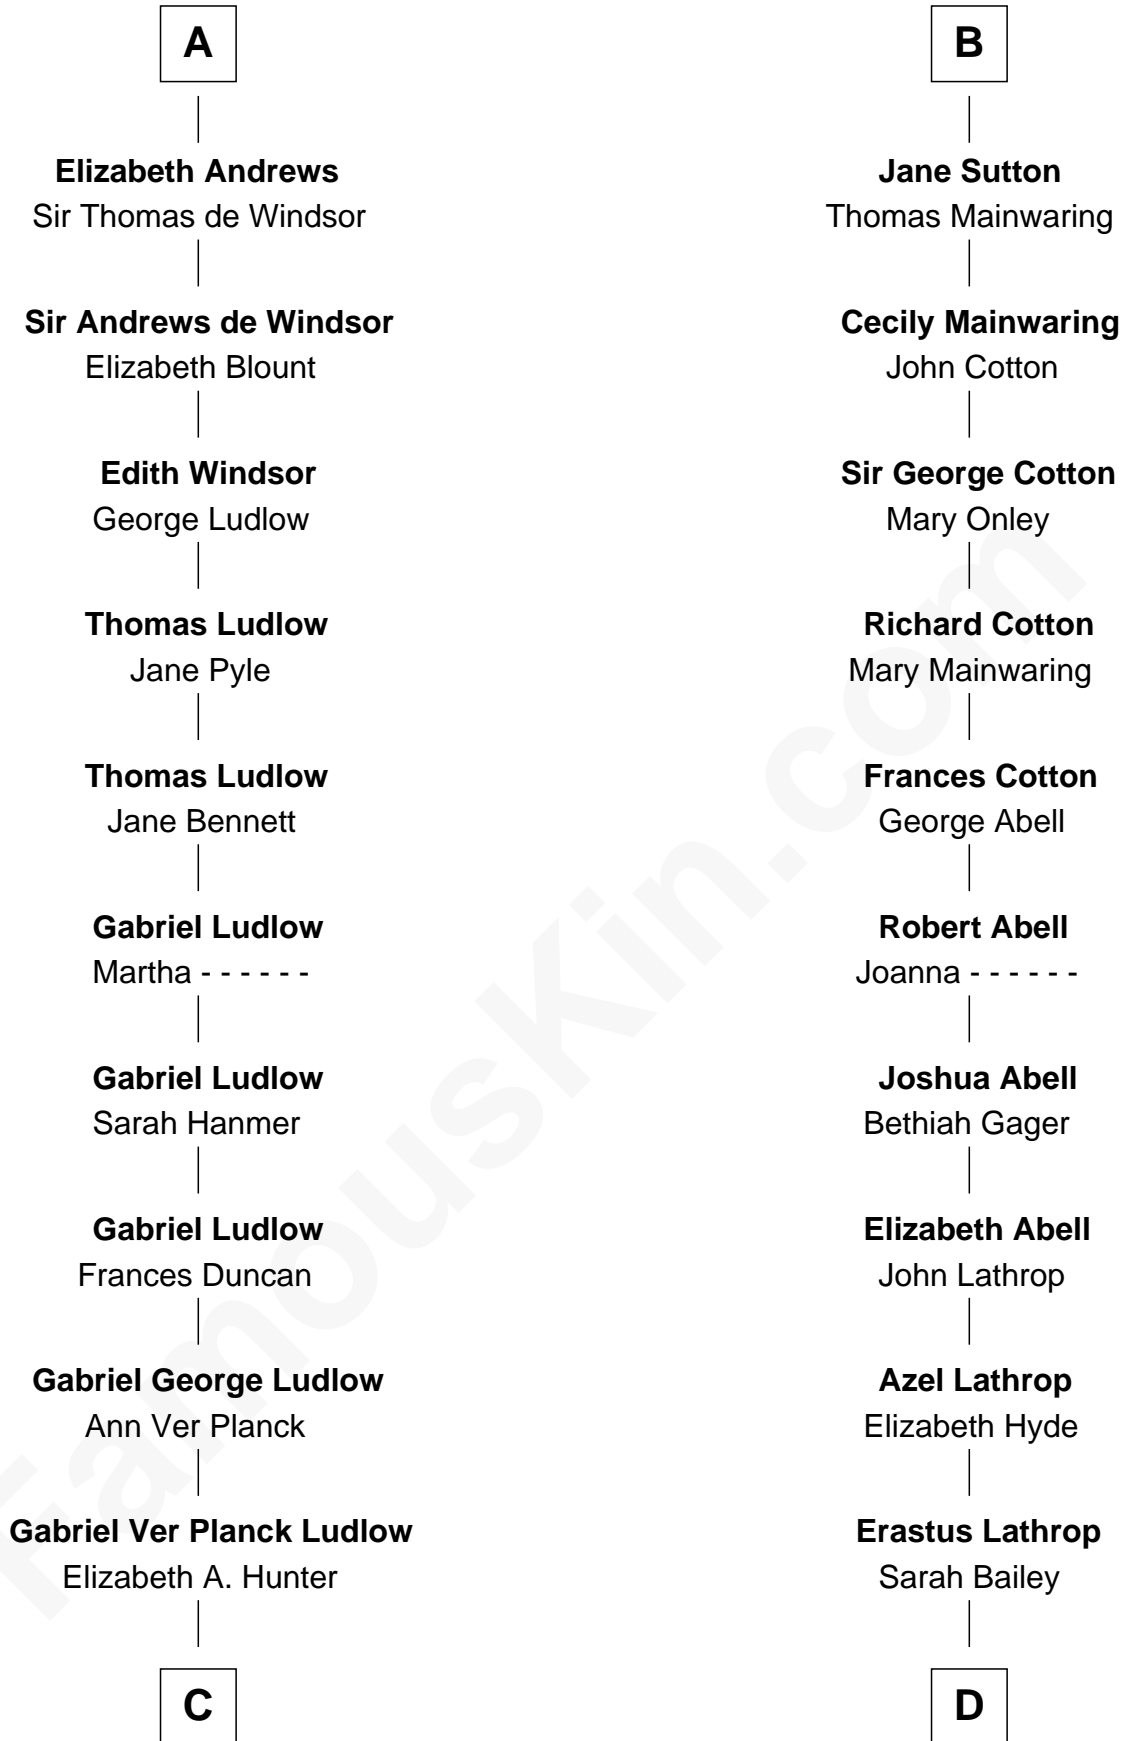 A
Elizabeth Andrews
Sir Thomas de Windsor
Sir Andrews de Windsor
Elizabeth Blount
Edith Windsor
George Ludlow
Thomas Ludlow
Jane Pyle
Thomas Ludlow
Jane Bennett
Gabriel Ludlow
Martha - - - - - -
Gabriel Ludlow
Sarah Hanmer
Gabriel Ludlow
Frances Duncan
Gabriel George Ludlow
Ann Ver Planck
Gabriel Ver Planck Ludlow
Elizabeth A. Hunter
C
B
Jane Sutton
Thomas Mainwaring
Cecily Mainwaring
John Cotton
Sir George Cotton
Mary Onley
Richard Cotton
Mary Mainwaring
Frances Cotton
George Abell
Robert Abell
Joanna - - - - - -
Joshua Abell
Bethiah Gager
Elizabeth Abell
John Lathrop
Azel Lathrop
Elizabeth Hyde
Erastus Lathrop
Sarah Bailey
D
FamousKin.com